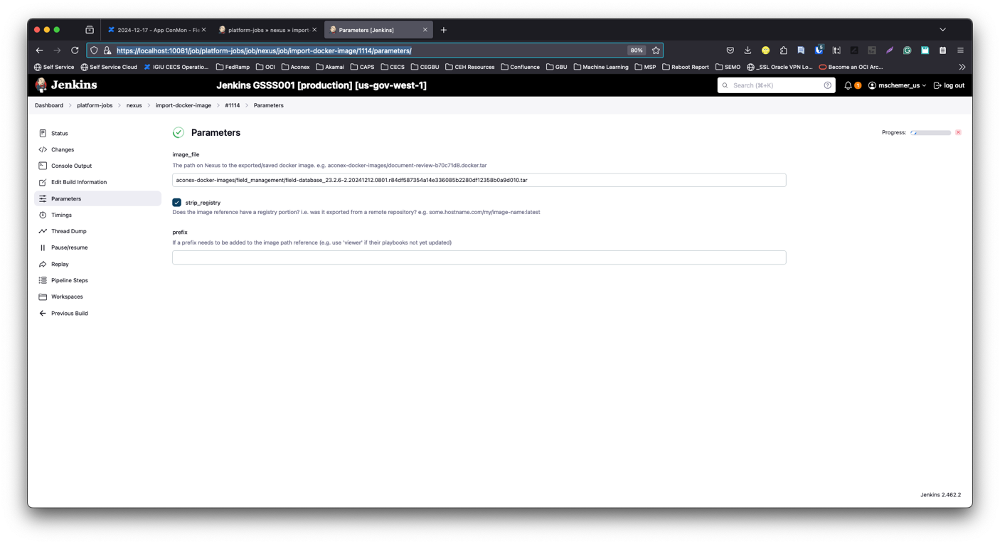 2024-12-17 - App ConMon - Fie
platform-jobs » nexus » import-
Parameters [Jenkins]
https://localhost:10081/job/platform-jobs/job/nexus/job/import-docker-image/1114/parameters/
80%
5
Self Service
Self Service Cloud
IGIU CECS Operatio...
FedRamp
OCI
Aconex
Akamai
CAPS
CECS
CEGBU
CEH Resources
Confluence
GBU
Machine Learning
MSP
Reboot Report
SEMO
_SSL Oracle VPN Lo...
Become an OCI Arc...
Jenkins
Jenkins GSSS001 [production] [us-gov-west-1]
Search (⌘+K)
1
mschemer_us
log out
Dashboard
platform-jobs
nexus
import-docker-image
#1114
Parameters
Status
Changes
Console Output
Edit Build Information
Parameters
Timings
Thread Dump
Pause/resume
Replay
Pipeline Steps
Workspaces
Previous Build
Parameters
Progress:
image_file
The path on Nexus to the exported/saved docker image. e.g. aconex-docker-images/document-review-b70c71d8.docker.tar
aconex-docker-images/field_management/field-database_23.2.6-2.20241212.0801.r84df587354a14e336085b2280df12358b0a9d010.tar
strip_registry
Does the image reference have a registry portion? i.e. was it exported from a remote repository? e.g. some.hostname.com/my/image-name:latest
prefix
If a prefix needs to be added to the image path reference (e.g. use 'viewer' if their playbooks not yet updated)
Jenkins 2.462.2